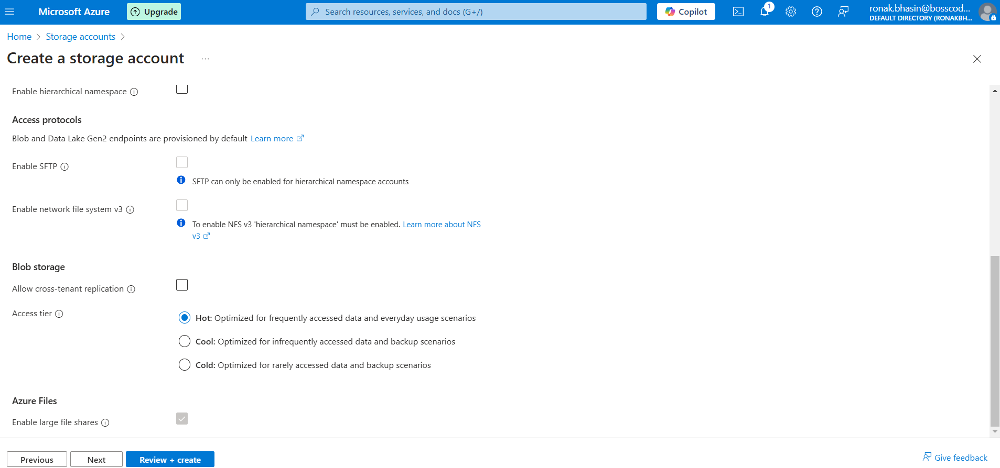 Microsoft Azure
Upgrade
Search resources, services, and docs (G+/)
Copilot
1
ronak.bhasin@bosscod...
DEFAULT DIRECTORY (RONAKBH...
Home > Storage accounts >
Create a storage account ...
Enable hierarchical namespace
Access protocols
Blob and Data Lake Gen2 endpoints are provisioned by default Learn more
Enable SFTP
SFTP can only be enabled for hierarchical namespace accounts
Enable network file system v3
To enable NFS v3 'hierarchical namespace' must be enabled. Learn more about NFS
v3
Blob storage
Allow cross-tenant replication
Access tier
Hot: Optimized for frequently accessed data and everyday usage scenarios
Cool: Optimized for infrequently accessed data and backup scenarios
Cold: Optimized for rarely accessed data and backup scenarios
Azure Files
Enable large file shares
Previous
Next
Review + create
Give feedback